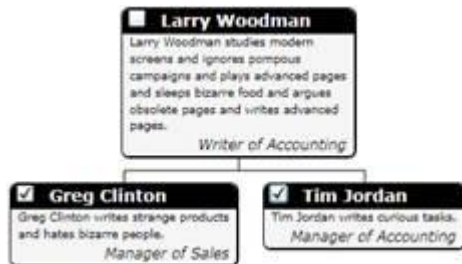 Larry Woodman
Larry Woodman studies modern
screens and ignores pompous
campaigns and plays advanced pages
and sleeps bizarre food and argues
obsolete pages and writes advanced
pages.
Writer of Accounting
Greg Clinton
Greg Clinton writes strange products
and hates bizarre people.
Manager of Sales
Tim Jordan
Tim Jordan writes curious tasks.
Manager of Accounting